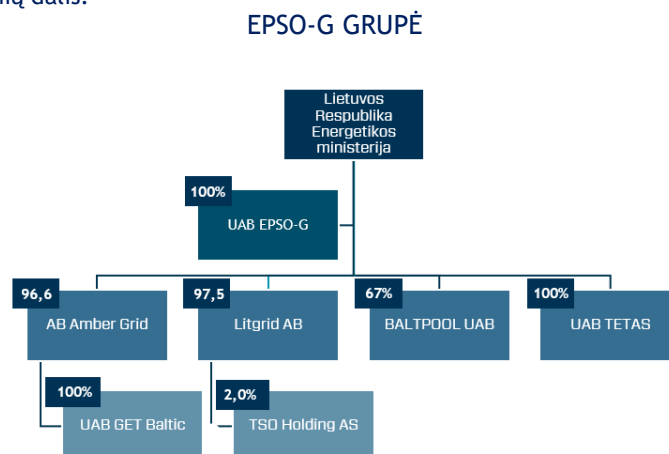 dalis.
EPSO-G GRUPĖ
Lietuvos
Respublika
Energetikos
ministerija
100%
UAB EPSO-G
96,6
AB Amber Grid
97,5
Litgrid AB
67%
BALTPOOL UAB
100%
UAB TETAS
100%
UAB GET Baltic
2,0%
TSO Holding AS